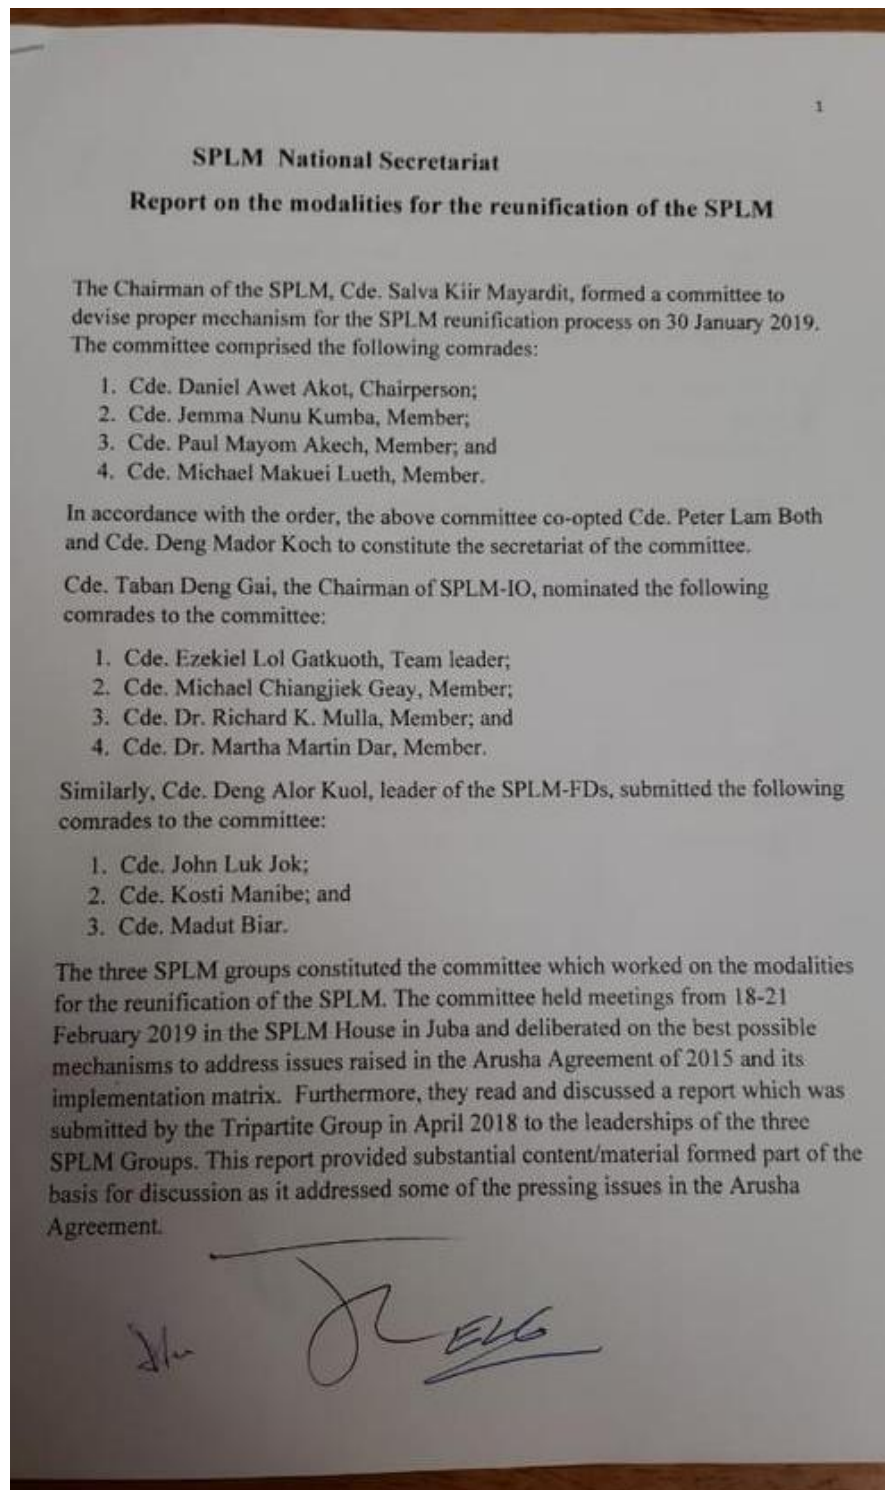 1
SPLM National Secretariat
Report on the modalities for the reunification of the SPLM
The Chairman of the SPLM, Cde. Salva Kiir Mayardit, formed a committee to
devise proper mechanism for the SPLM reunification process on 30 January 2019.
The committee comprised the following comrades:
1. Cde. Daniel Awet Akot, Chairperson;
2. Cde. Jemma Nunu Kumba, Member;
3. Cde. Paul Mayom Akech, Member; and
4. Cde. Michael Makuei Lueth, Member.
In accordance with the order, the above committee co-opted Cde. Peter Lam Both
and Cde. Deng Mador Koch to constitute the secretariat of the committee.
Cde. Taban Deng Gai, the Chairman of SPLM-IO, nominated the following
comrades to the committee:
1. Cde. Ezekiel Lol Gatkuoth, Team leader;
2. Cde. Michael Chiangjiek Geay, Member;
3. Cde. Dr. Richard K. Mulla, Member; and
4. Cde. Dr. Martha Martin Dar, Member.
Similarly, Cde. Deng Alor Kuol, leader of the SPLM-FDs, submitted the following
comrades to the committee:
1. Cde. John Luk Jok;
2. Cde. Kosti Manibe; and
3. Cde. Madut Biar.
The three SPLM groups constituted the committee which worked on the modalities
for the reunification of the SPLM. The committee held meetings from 18-21
February 2019 in the SPLM House in Juba and deliberated on the best possible
mechanisms to address issues raised in the Arusha Agreement of 2015 and its
implementation matrix. Furthermore, they read and discussed a report which was
submitted by the Tripartite Group in April 2018 to the leaderships of the three
SPLM Groups. This report provided substantial content/material formed part of the
basis for discussion as it addressed some of the pressing issues in the Arusha
Agreement.
ELG